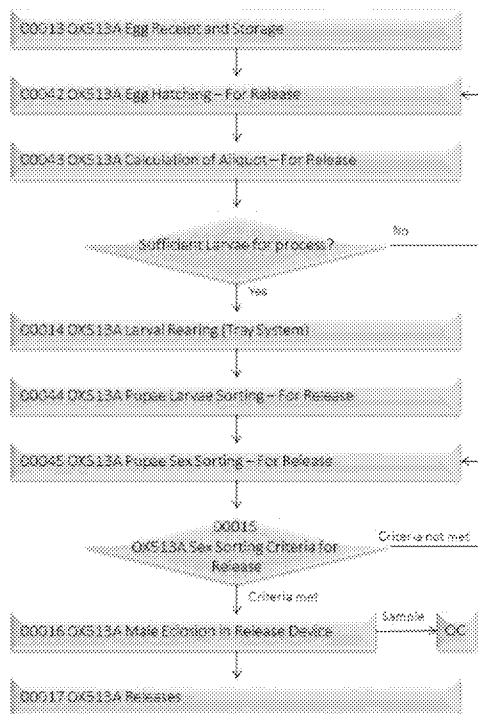 00013 OX513A Egg Receipt and Storage
00042 OX513A Egg Hatching – For Release
00043 OX513A Calculation of Aliquot – For Release
Sufficient Larvae for process?
No
Yes
00014 OX513A Larval Rearing (Tray System)
00044 OX513A Pupae Larvae Sorting – For Release
00045 OX513A Pupae Sex Sorting – For Release
00015
OX513A Sex Sorting Criteria for
Release
Criteria not met
Criteria met
00016 OX513A Male Eclosion in Release Device
Sample
QC
00017 OX513A Releases